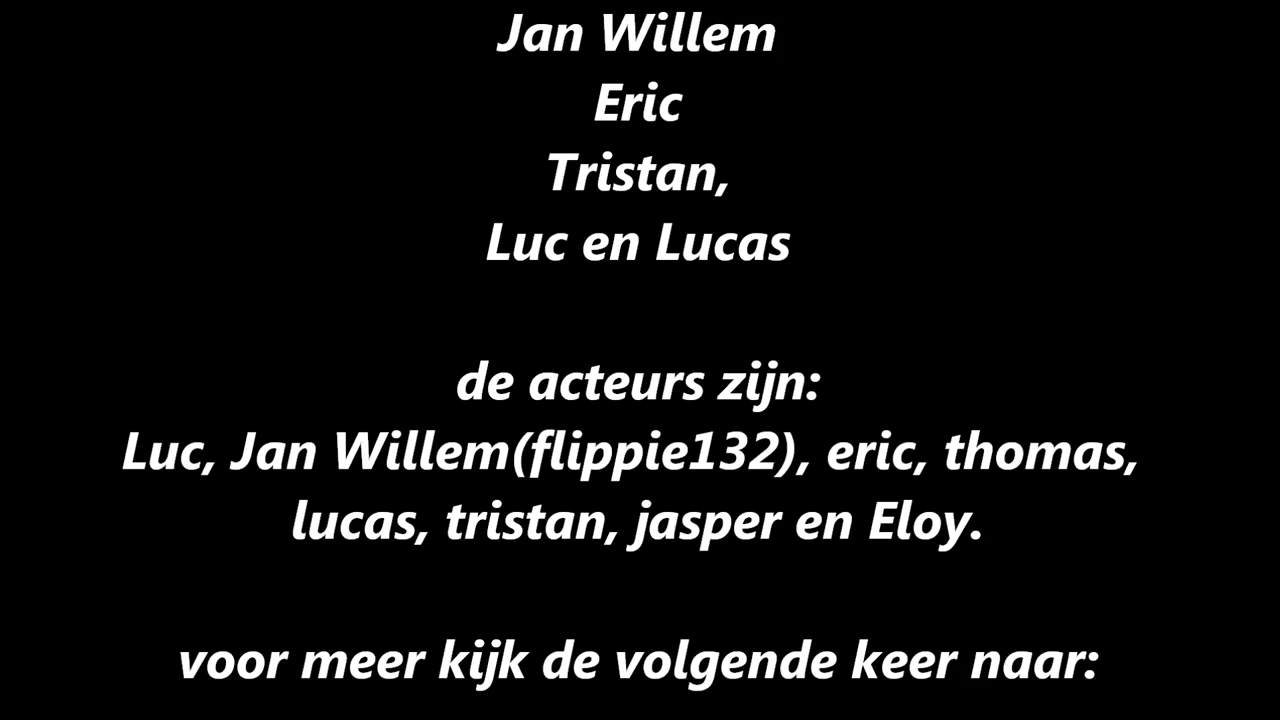 Jan Willem
Eric
Tristan,
Luc en Lucas
de acteurs zijn:
Luc, Jan Willem(flippie132), eric, thomas,
lucas, tristan, jasper en Eloy.
voor meer kijk de volgende keer naar: